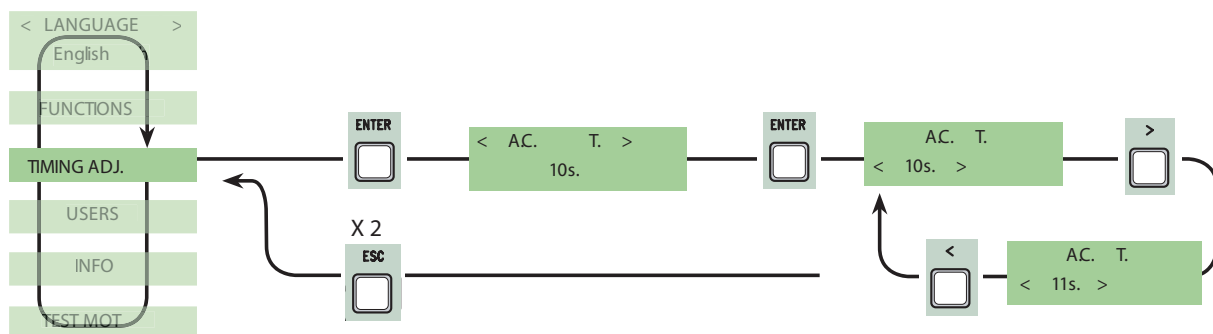 < LANGUAGE >
English
FUNCTIONS
TIMING ADJ.
USERS
INFO
TEST MOT
ENTER
< A.C. T. >
10s.
ENTER
A.C. T.
< 10s. >
>
X 2
ESC
<
A.C. T.
< 11s. >